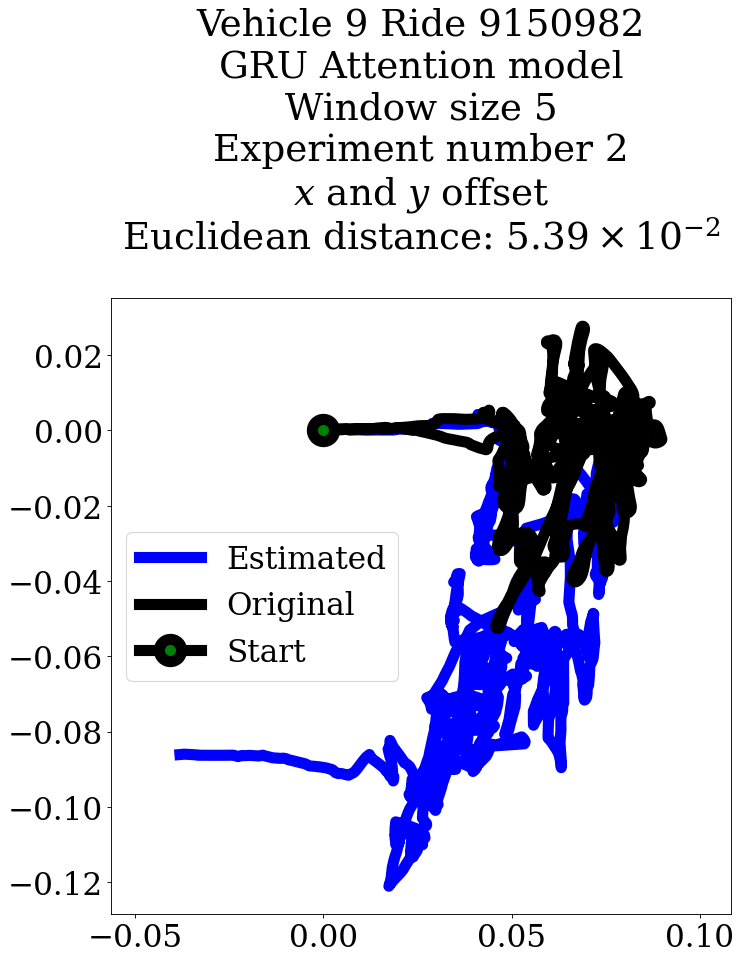 Vehicle 9 Ride 9150982
GRU Attention model
Window size 5
Experiment number 2
x and y offset
Euclidean distance: 5.39 × 10⁻²
0.02
0.00
−0.02
−0.04
−0.06
−0.08
−0.10
−0.12
Estimated
Original
Start
−0.05
0.00
0.05
0.10